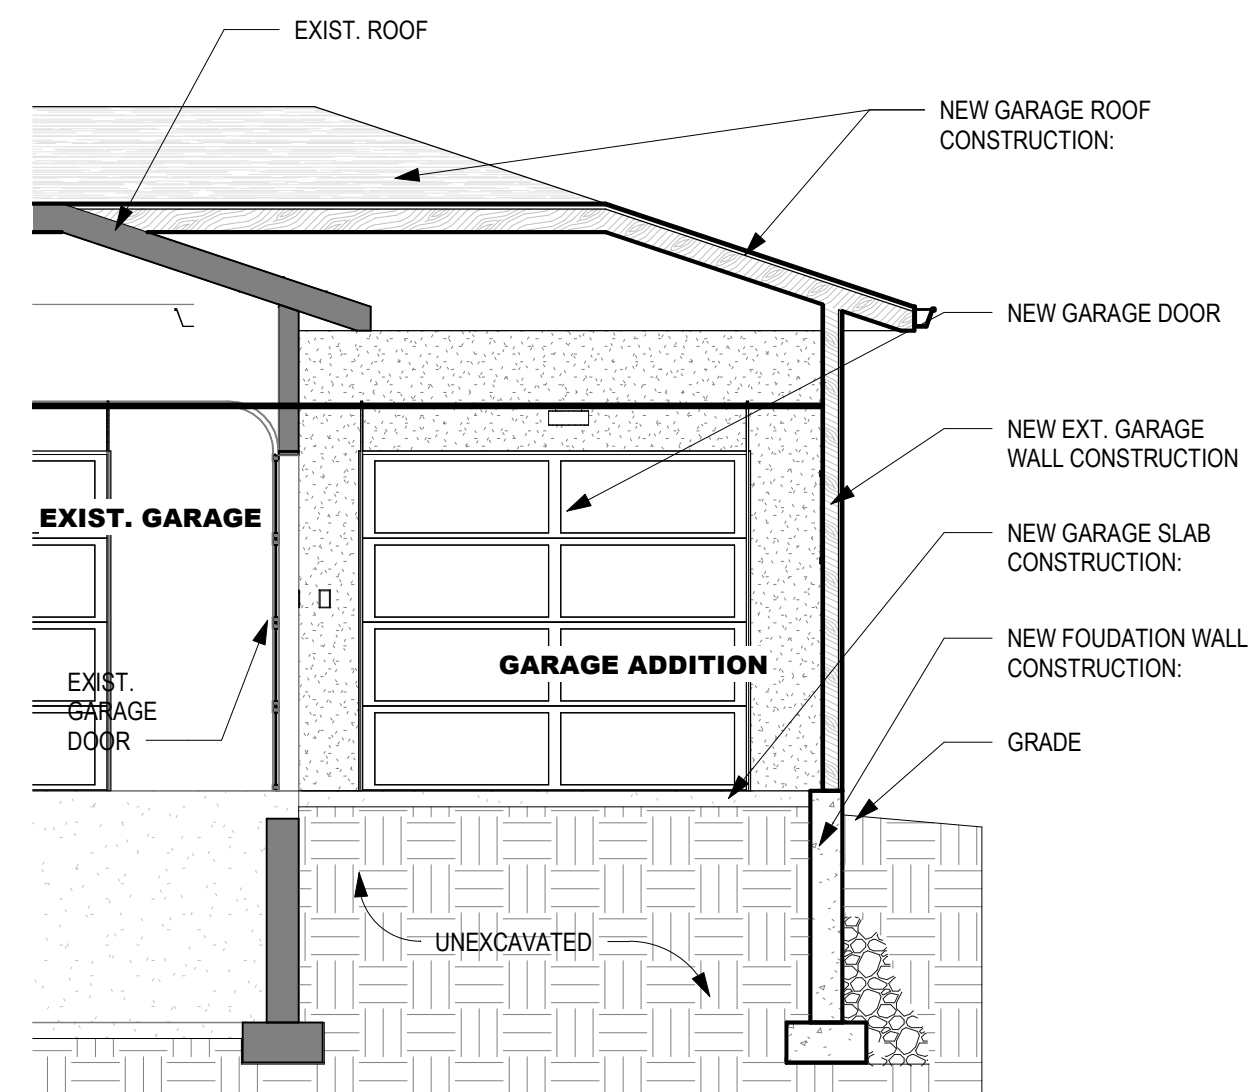 EXIST. ROOF
NEW GARAGE ROOF
CONSTRUCTION:
NEW GARAGE DOOR
NEW EXT. GARAGE
WALL CONSTRUCTION
EXIST. GARAGE
NEW GARAGE SLAB
CONSTRUCTION:
NEW FOUDATION WALL
CONSTRUCTION:
GARAGE ADDITION
EXIST.
GARAGE
DOOR
GRADE
UNEXCAVATED